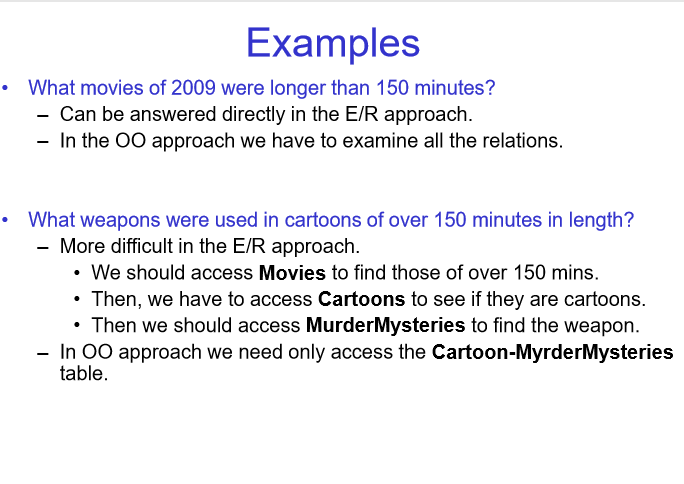 Examples
• What movies of 2009 were longer than 150 minutes?
– Can be answered directly in the E/R approach.
– In the OO approach we have to examine all the relations.
• What weapons were used in cartoons of over 150 minutes in length?
– More difficult in the E/R approach.
• We should access Movies to find those of over 150 mins.
• Then, we have to access Cartoons to see if they are cartoons.
• Then we should access MurderMysteries to find the weapon.
– In OO approach we need only access the Cartoon-MyrderMysteries
table.